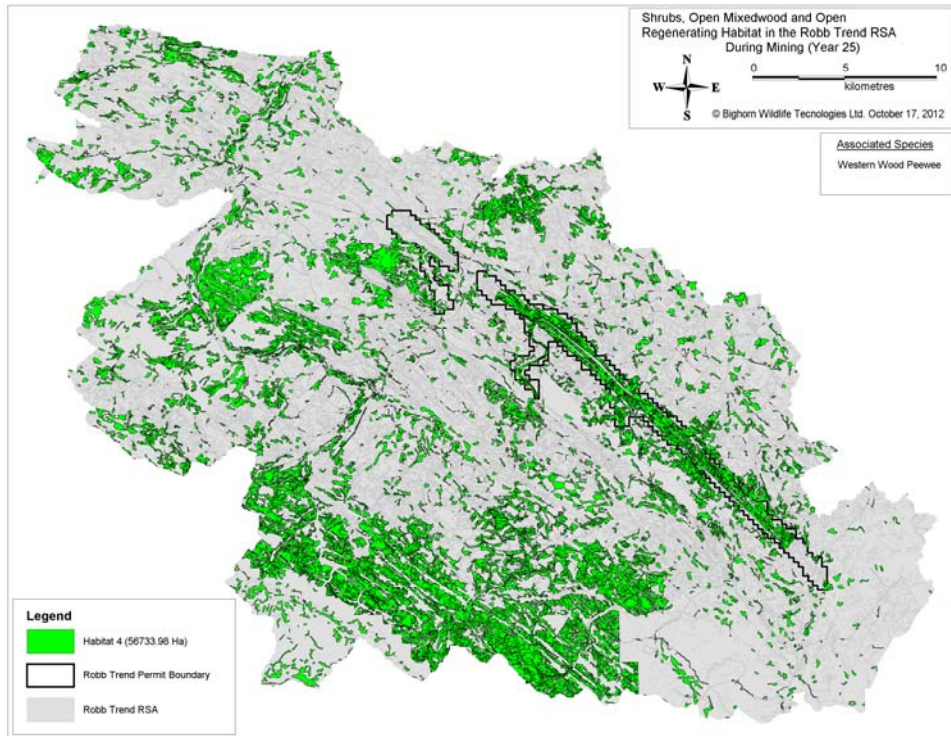 Shrubs, Open Mixedwood and Open
Regenerating Habitat in the Robb Trend RSA
During Mining (Year 25)
N
W E
S
0 5 10
kilometres
© Bighorn Wildlife Tecnologies Ltd. October 17, 2012
Associated Species
Western Wood Peewee
Legend
Habitat 4 (56733.98 Ha)
Robb Trend Permit Boundary
Robb Trend RSA